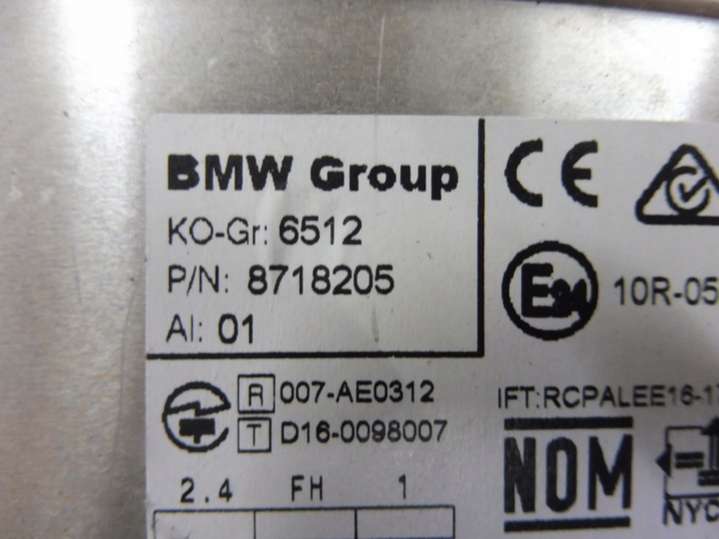 BMW Group
KO-Gr: 6512
P/N: 8718205
AI: 01
CE
E24 10R-05
R 007-AE0312
T D16-0098007
IFT:RCPALEE16-1
2.4 FH 1
NOM
NYC